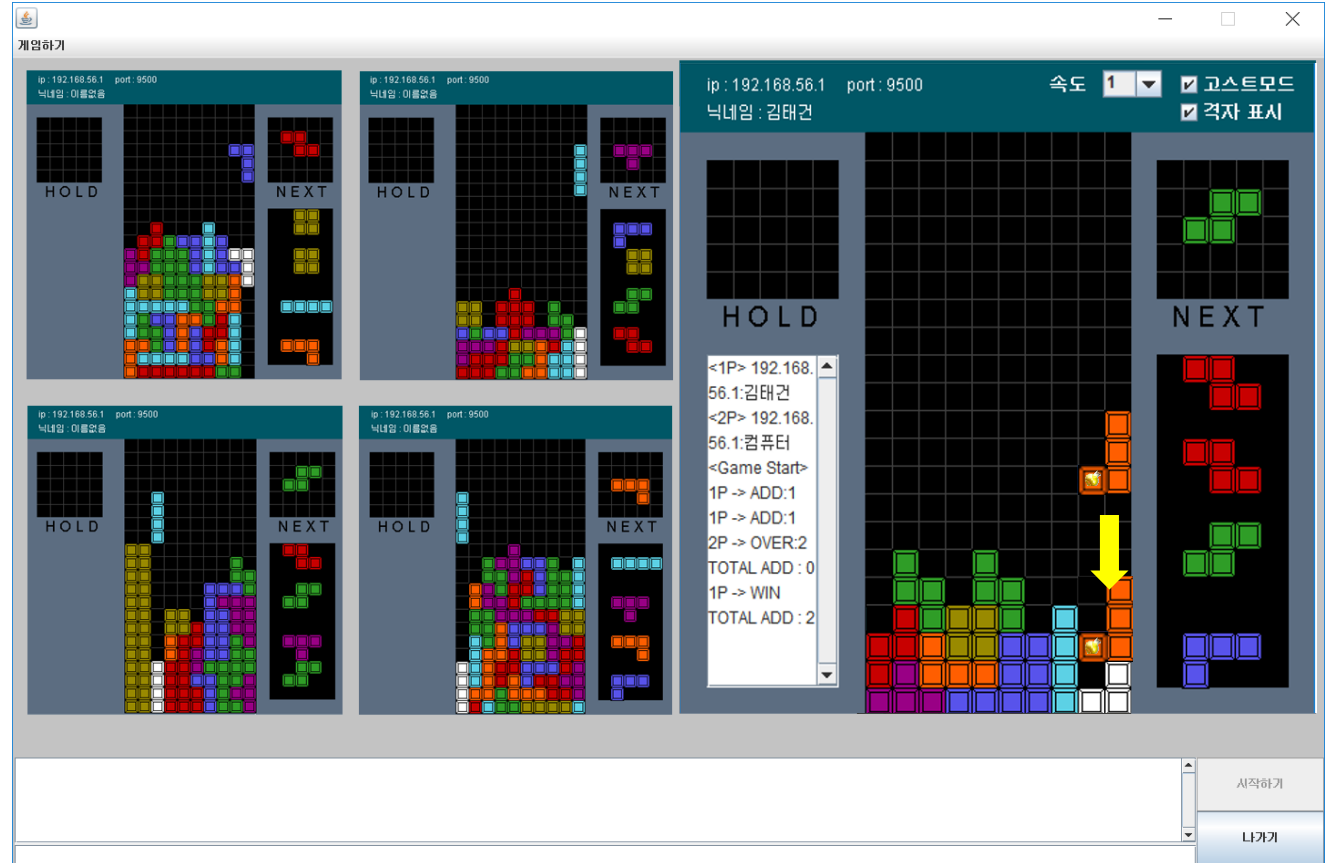 게임하기
ip : 192.168.56.1 port : 9500
닉네임 : 이름없음
HOLD
NEXT
ip : 192.168.56.1 port : 9500
닉네임 : 이름없음
HOLD
NEXT
ip : 192.168.56.1 port : 9500
닉네임 : 이름없음
HOLD
NEXT
ip : 192.168.56.1 port : 9500
닉네임 : 이름없음
HOLD
NEXT
ip : 192.168.56.1 port : 9500 속도 1 고스트모드
닉네임 : 김태건 격자 표시
HOLD
NEXT
<1P> 192.168.
56.1:김태건
<2P> 192.168.
56.1:컴퓨터
<Game Start>
1P -> ADD:1
1P -> ADD:1
2P -> OVER:2
TOTAL ADD : 0
1P -> WIN
TOTAL ADD : 2
시작하기
나가기